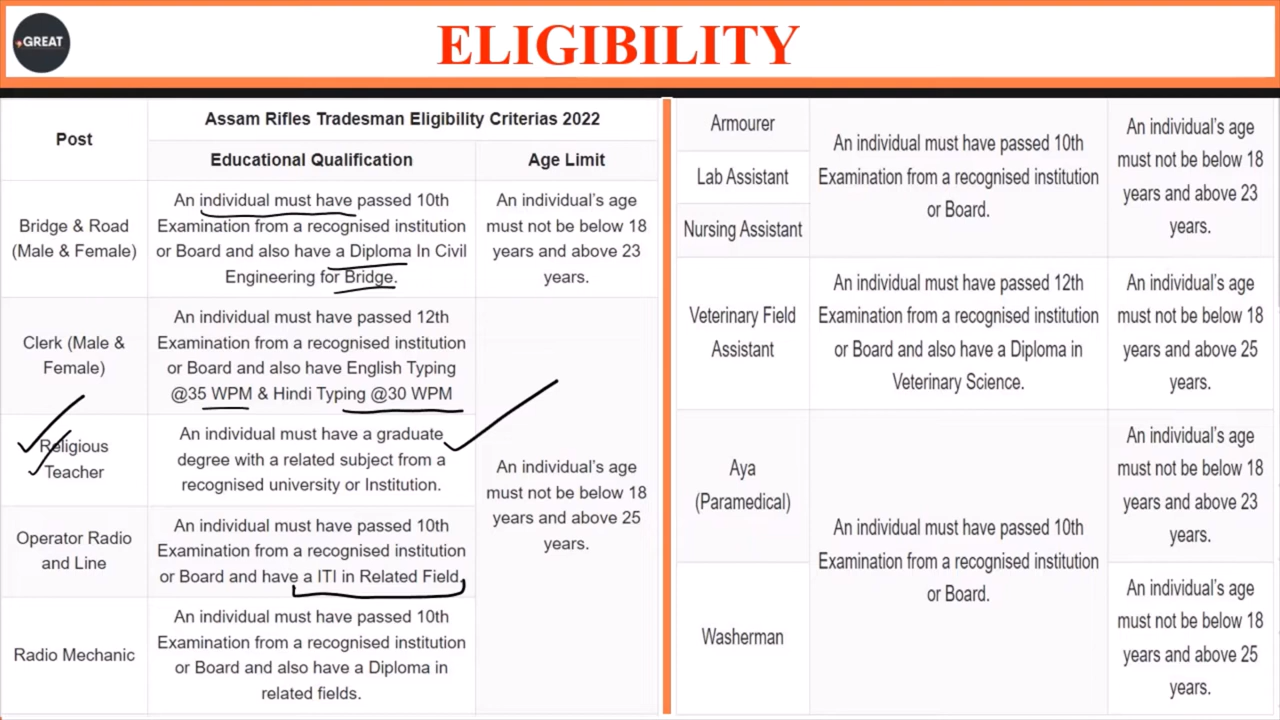 GREAT
ELIGIBILITY
Post
Assam Rifles Tradesman Eligibility Criterias 2022
Educational Qualification
Age Limit
Bridge & Road
(Male & Female)
An individual must have passed 10th
Examination from a recognised institution
or Board and also have a Diploma In Civil
Engineering for Bridge.
An individual's age
must not be below 18
years and above 23
years.
Clerk (Male &
Female)
An individual must have passed 12th
Examination from a recognised institution
or Board and also have English Typing
@35 WPM & Hindi Typing @30 WPM
Religious
Teacher
An individual must have a graduate
degree with a related subject from a
recognised university or Institution.
An individual's age
must not be below 18
years and above 25
years.
Operator Radio
and Line
An individual must have passed 10th
Examination from a recognised institution
or Board and have a ITI in Related Field.
Radio Mechanic
An individual must have passed 10th
Examination from a recognised institution
or Board and also have a Diploma in
related fields.
Armourer
Lab Assistant
Nursing Assistant
An individual must have passed 10th
Examination from a recognised institution
or Board.
An individual's age
must not be below 18
years and above 23
years.
Veterinary Field
Assistant
An individual must have passed 12th
Examination from a recognised institution
or Board and also have a Diploma in
Veterinary Science.
An individual's age
must not be below 18
years and above 25
years.
Aya
(Paramedical)
An individual must have passed 10th
Examination from a recognised institution
or Board.
An individual's age
must not be below 18
years and above 23
years.
Washerman
An individual's age
must not be below 18
years and above 25
years.